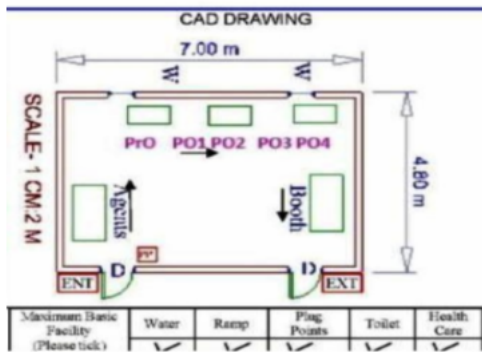 CAD DRAWING
7.00 m
W
W
SCALE- 1 CM:2 M
PrO PO1 PO2 PO3 PO4
4.80 m
Agents
Booth
D
PP
D
ENT
EXT
Maximum Basic Facility (Please tick)
Water
Ramp
Plug Points
Toilet
Health Care